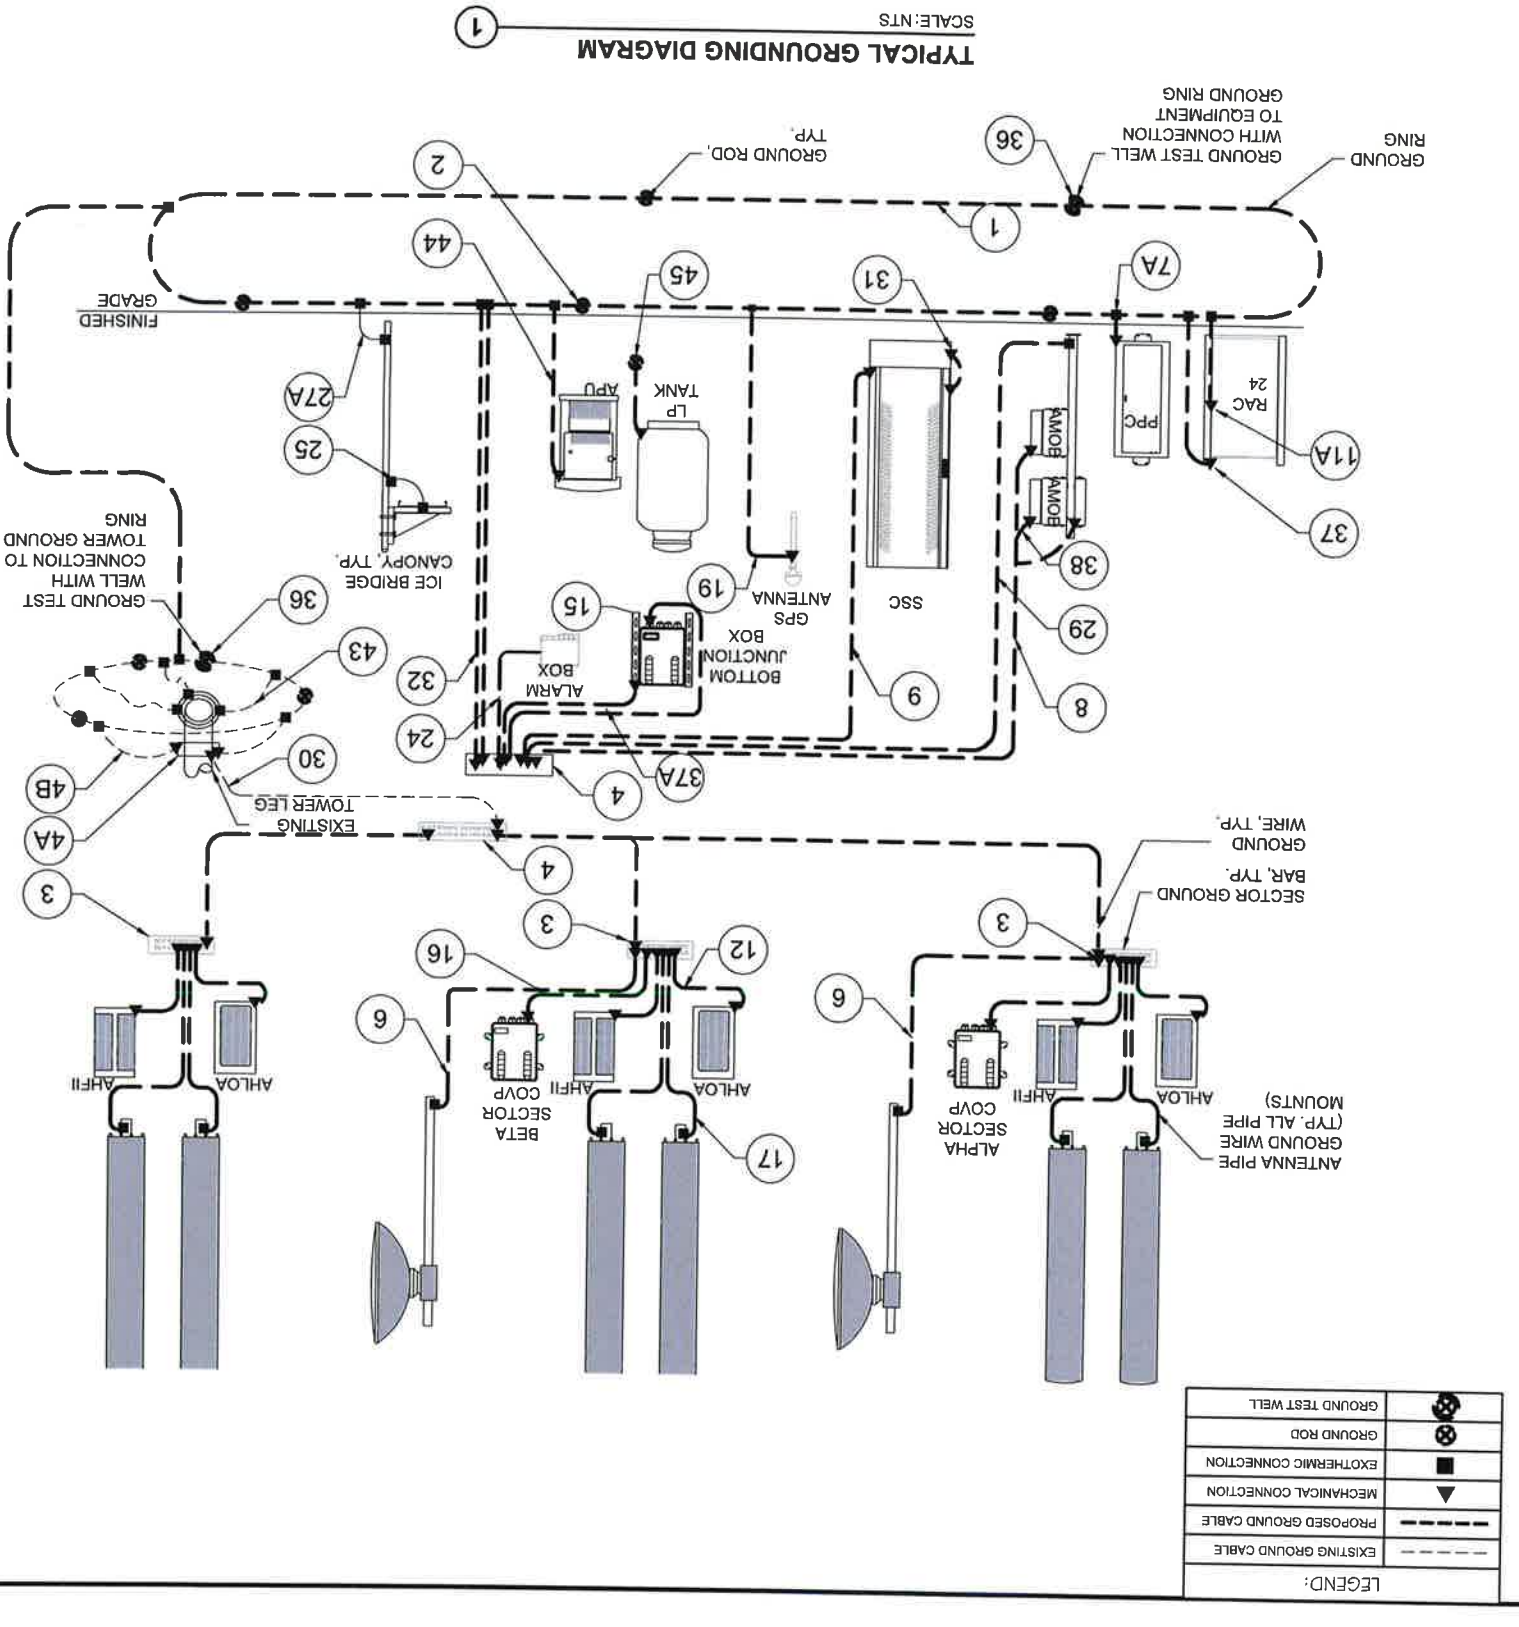 LEGEND:
EXISTING GROUND CABLE
PROPOSED GROUND CABLE
MECHANICAL CONNECTION
EXOTHERMIC CONNECTION
GROUND ROD
GROUND TEST WELL
ANTENNA PIPE
GROUND WIRE
(TYP. ALL PIPE
MOUNTS)
AHLOA
AHFII
ALPHA
SECTOR
COVP
6
17
AHLOA
AHFII
BETA
SECTOR
COVP
6
AHLOA
AHFII
SECTOR GROUND
BAR, TYP.
GROUND
WIRE, TYP.
3
12
3
16
4
3
4A
4B
EXISTING
TOWER LEG
30
4
37A
24
32
8
29
38
9
SSC
GPS
ANTENNA
19
BOTTOM
JUNCTION
BOX
15
ALARM
BOX
43
36
GROUND TEST
WELL WITH
CONNECTION TO
TOWER GROUND
RING
37
11A
RAC
24
PPC
AMOB
AMOB
LP
TANK
APU
ICE BRIDGE
CANOPY, TYP.
25
27A
FINISHED
GRADE
7A
31
45
44
2
1
GROUND
RING
GROUND TEST WELL
WITH CONNECTION
TO EQUIPMENT
GROUND RING
36
GROUND ROD,
TYP.
TYPICAL GROUNDING DIAGRAM
SCALE: NTS
1